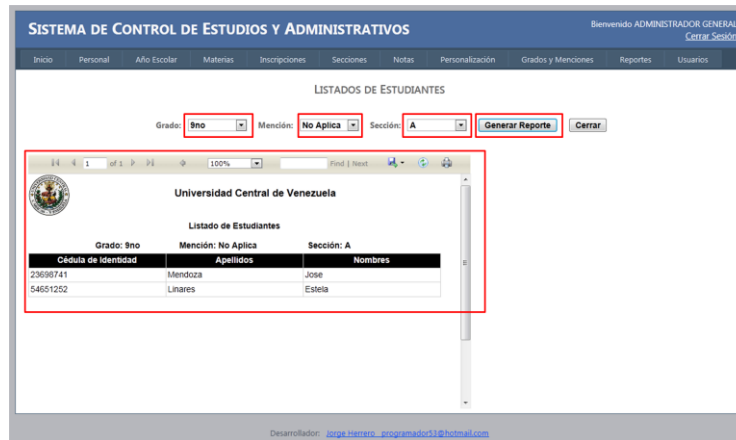 SISTEMA DE CONTROL DE ESTUDIOS Y ADMINISTRATIVOS
Bienvenido ADMINISTRADOR GENERAL
Cerrar Sesión
Inicio Personal Año Escolar Materias Inscripciones Secciones Notas Personalización Grados y Menciones Reportes Usuarios
LISTADOS DE ESTUDIANTES
Grado: 9no Mención: No Aplica Sección: A Generar Reporte Cerrar
1 of 1 100% Find | Next
Universidad Central de Venezuela
Listado de Estudiantes
Grado: 9no Mención: No Aplica Sección: A
Cédula de Identidad Apellidos Nombres
23698741 Mendoza Jose
54651252 Linares Estela
Desarrollador: Jorge Herrero programador53@hotmail.com